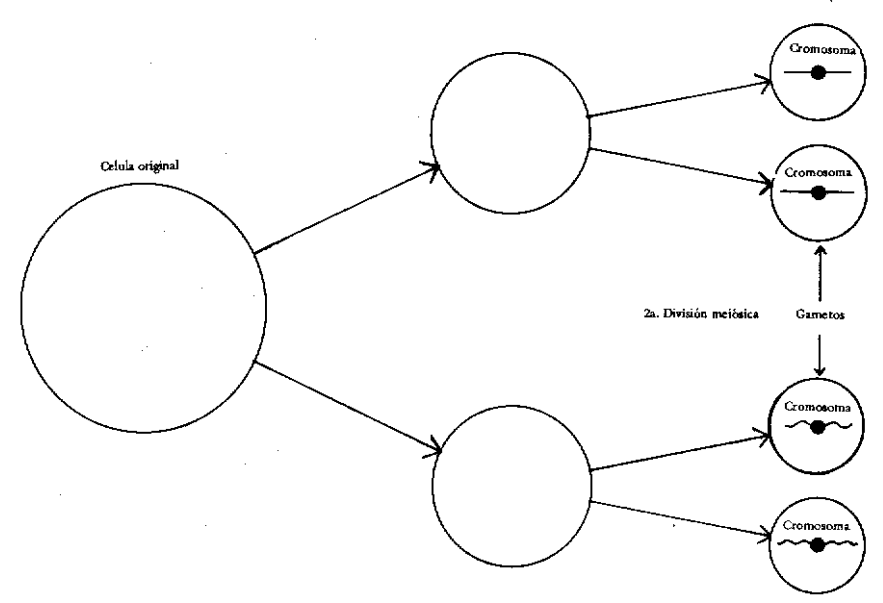 Cromosoma
Celula original
Cromosoma
2a. División meiósica Gametos
Cromosoma
Cromosoma